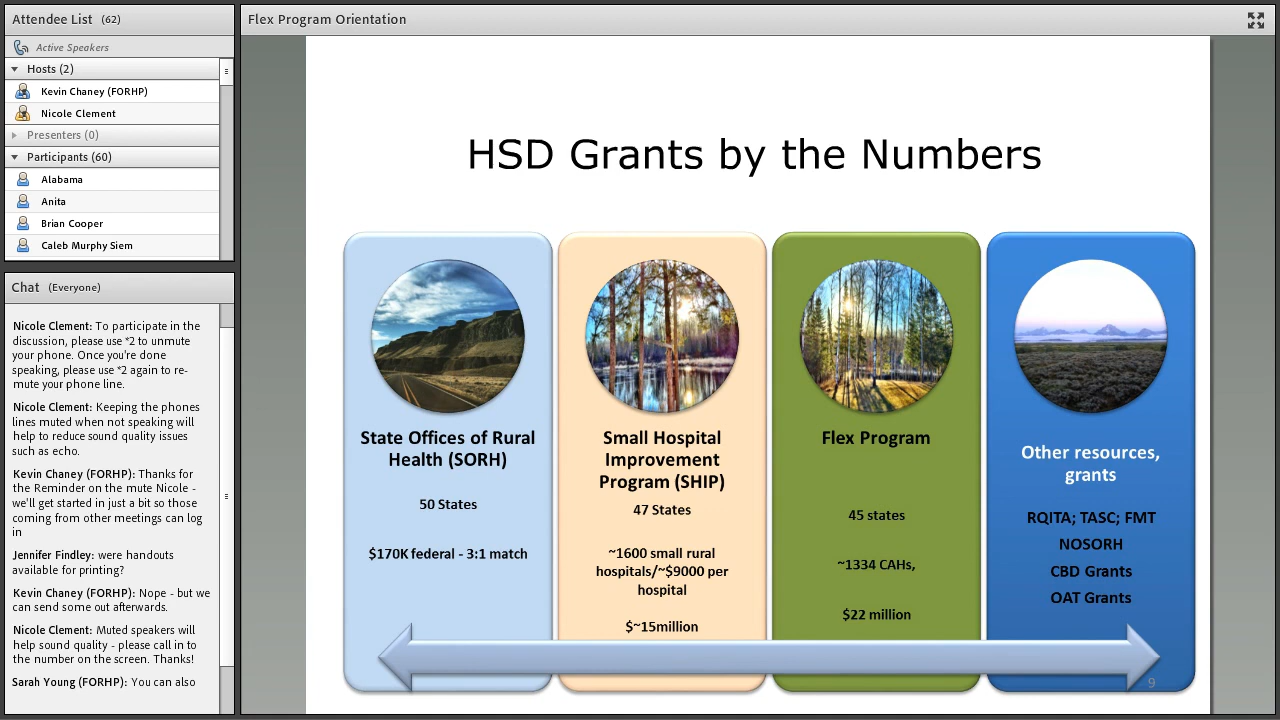 Attendee List (62)
Active Speakers
Hosts (2)
Kevin Chaney (FORHP)
Nicole Clement
Presenters (0)
Participants (60)
Alabama
Anita
Brian Cooper
Caleb Murphy Siem
Chat (Everyone)
Nicole Clement: To participate in the
discussion, please use *2 to unmute
your phone. Once you're done
speaking, please use *2 again to re-
mute your phone line.
Nicole Clement: Keeping the phones
lines muted when not speaking will
help to reduce sound quality issues
such as echo.
Kevin Chaney (FORHP): Thanks for
the Reminder on the mute Nicole -
we'll get started in just a bit so those
coming from other meetings can log
in
Jennifer Findley: were handouts
available for printing?
Kevin Chaney (FORHP): Nope - but we
can send some out afterwards.
Nicole Clement: Muted speakers will
help sound quality - please call in to
the number on the screen. Thanks!
Sarah Young (FORHP): You can also
Flex Program Orientation
HSD Grants by the Numbers
State Offices of Rural
Health (SORH)
50 States
$170K federal - 3:1 match
Small Hospital
Improvement
Program (SHIP)
47 States
~1600 small rural
hospitals/~$9000 per
hospital
$~15million
Flex Program
45 states
~1334 CAHs,
$22 million
Other resources,
grants
RQITA; TASC; FMT
NOSORH
CBD Grants
OAT Grants
9